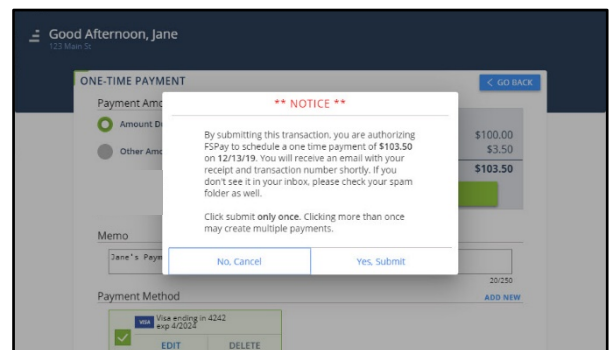 Good Afternoon, Jane
123 Main St
ONE-TIME PAYMENT
GO BACK
Payment Amo
Amount D
$100.00
Other Amo
$3.50
$103.50
** NOTICE **
By submitting this transaction, you are authorizing
FSPay to schedule a one time payment of $103.50
on 12/13/19. You will receive an email with your
receipt and transaction number shortly. If you
don't see it in your inbox, please check your spam
folder as well.
Click submit only once. Clicking more than once
may create multiple payments.
No, Cancel
Yes, Submit
Memo
Jane's Paym
20/250
Payment Method
ADD NEW
VISA
Visa ending in 4242
exp 4/2024
EDIT
DELETE